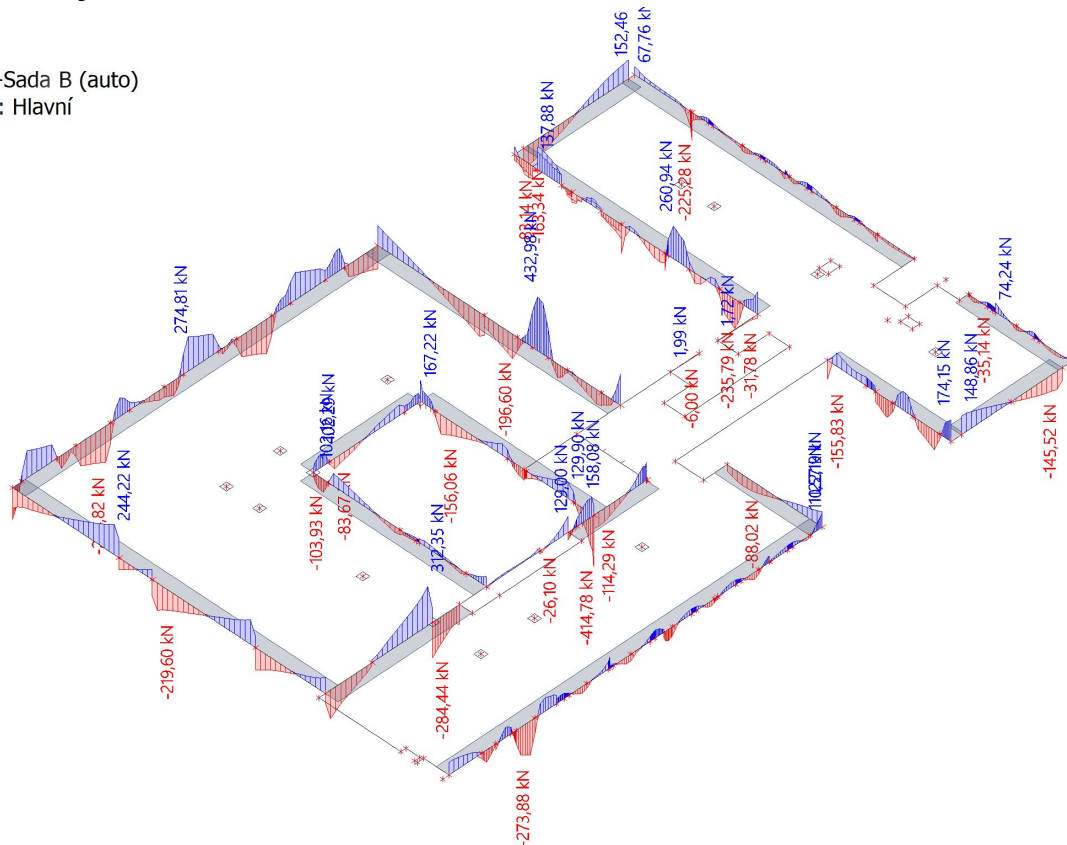 -Sada B (auto)
: Hlavní
152,46
67,76 kN
137,88 kN
-163,34 kN
260,94 kN
-225,28 kN
432,98 kN
274,81 kN
167,22 kN
-196,60 kN
1,99 kN
1,72 kN
-6,00 kN
-235,79 kN
-31,78 kN
74,24 kN
-35,14 kN
174,15 kN
148,86 kN
-155,83 kN
-145,52 kN
244,22 kN
-103,93 kN
-83,67 kN
-156,06 kN
312,35 kN
129,00 kN
129,90 kN
158,08 kN
-26,10 kN
-414,78 kN
-114,29 kN
-88,02 kN
-219,60 kN
-284,44 kN
-273,88 kN